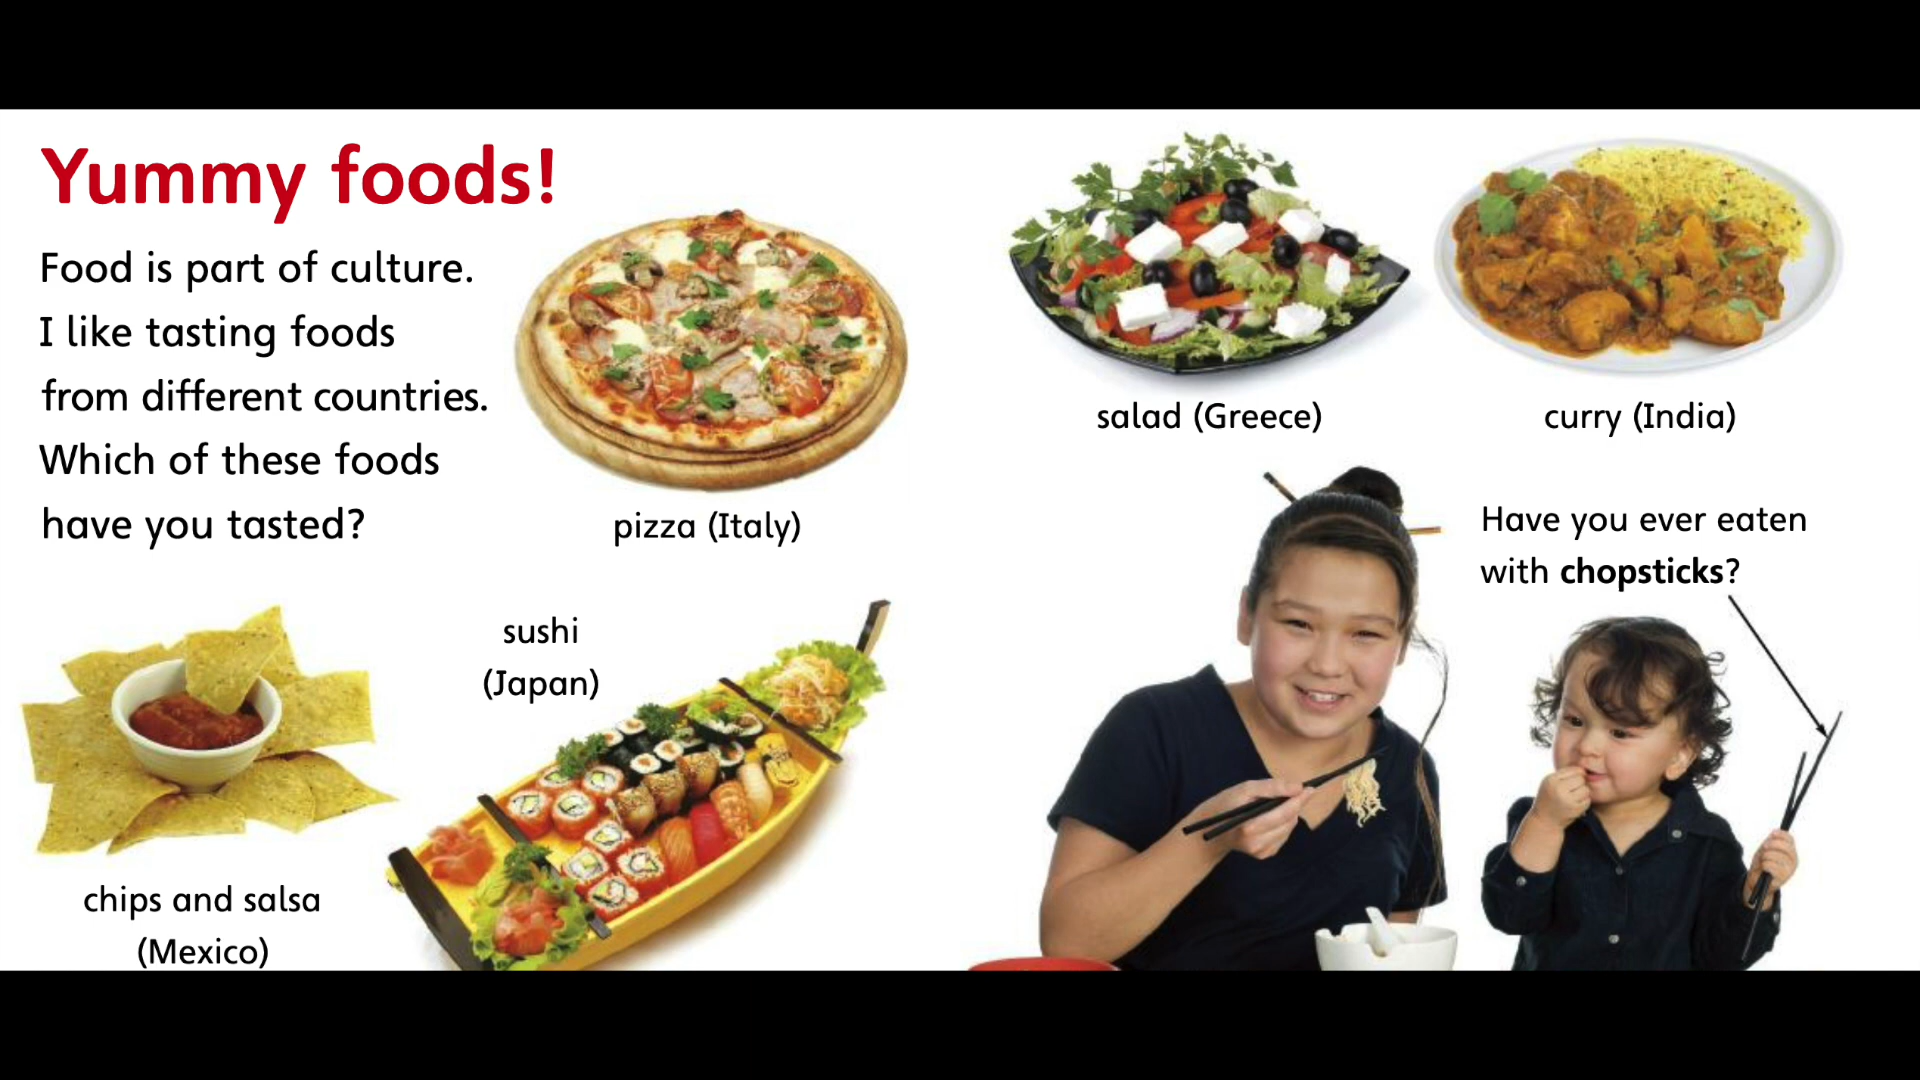 Yummy foods!
Food is part of culture.
I like tasting foods
from different countries.
Which of these foods
have you tasted?
pizza (Italy)
chips and salsa
(Mexico)
sushi
(Japan)
salad (Greece)
curry (India)
Have you ever eaten
with chopsticks?